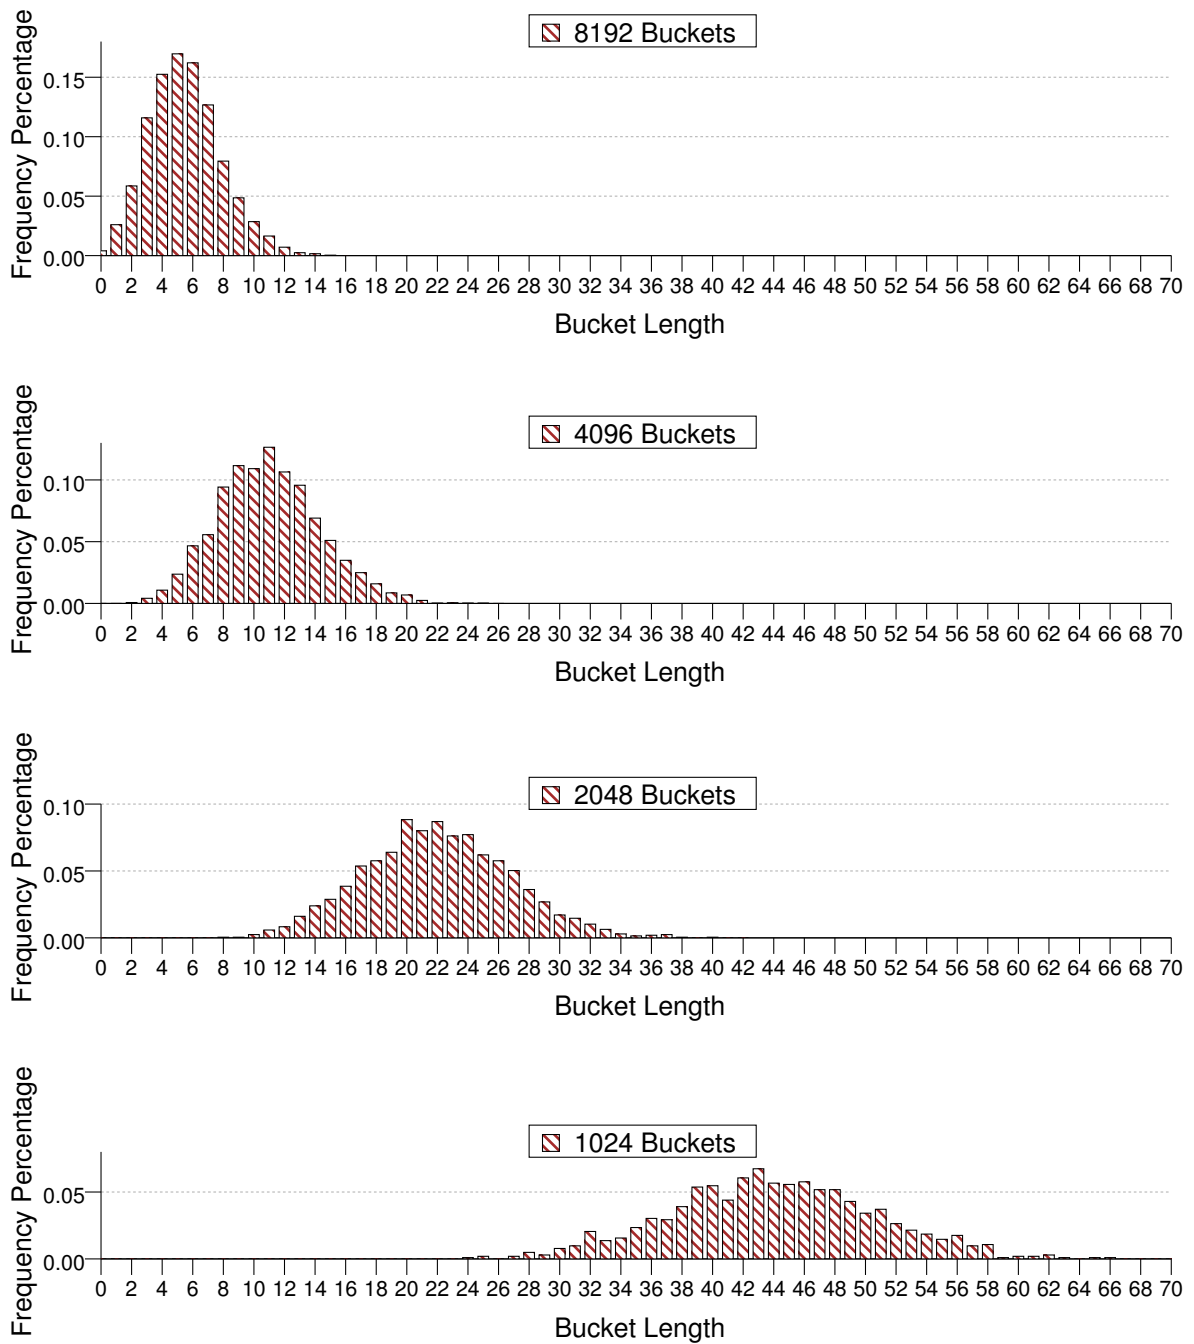 8192 Buckets
Frequency Percentage
0.15
0.10
0.05
0.00
0 2 4 6 8 10 12 14 16 18 20 22 24 26 28 30 32 34 36 38 40 42 44 46 48 50 52 54 56 58 60 62 64 66 68 70
Bucket Length
4096 Buckets
Frequency Percentage
0.10
0.05
0.00
0 2 4 6 8 10 12 14 16 18 20 22 24 26 28 30 32 34 36 38 40 42 44 46 48 50 52 54 56 58 60 62 64 66 68 70
Bucket Length
2048 Buckets
Frequency Percentage
0.10
0.05
0.00
0 2 4 6 8 10 12 14 16 18 20 22 24 26 28 30 32 34 36 38 40 42 44 46 48 50 52 54 56 58 60 62 64 66 68 70
Bucket Length
1024 Buckets
Frequency Percentage
0.05
0.00
0 2 4 6 8 10 12 14 16 18 20 22 24 26 28 30 32 34 36 38 40 42 44 46 48 50 52 54 56 58 60 62 64 66 68 70
Bucket Length